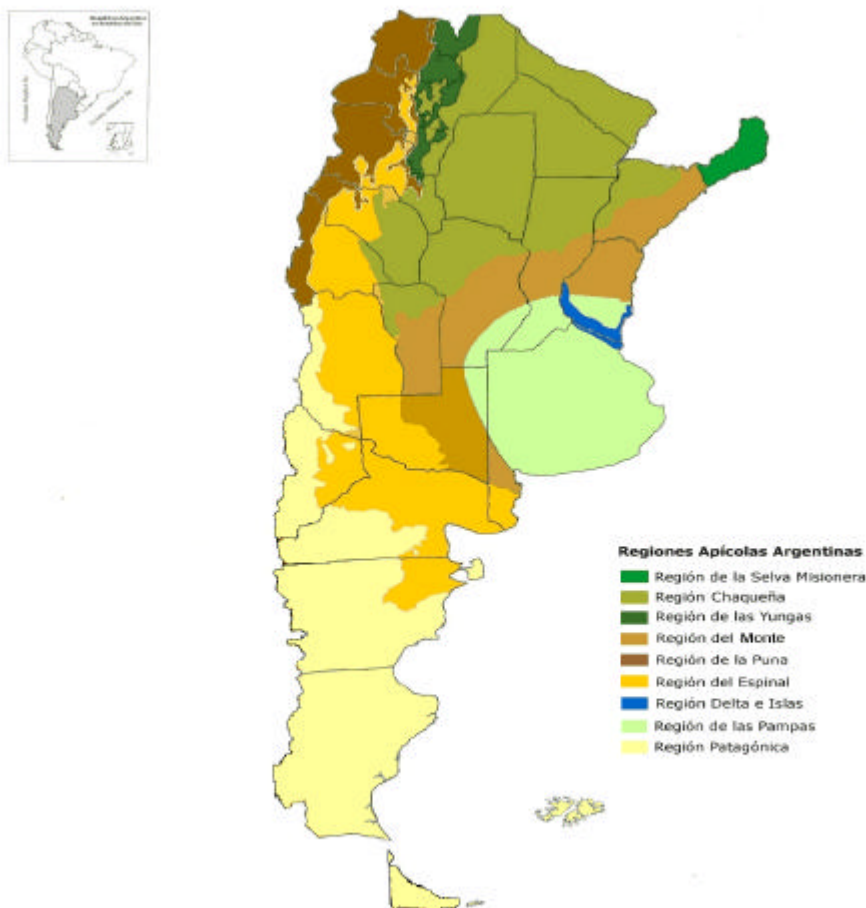 Regiones Apícolas Argentinas
Región de la Selva Misionera
Región Chaqueña
Región de las Yungas
Región del Monte
Región de la Puna
Región del Espinal
Región Delta e Islas
Región de las Pampas
Región Patagónica